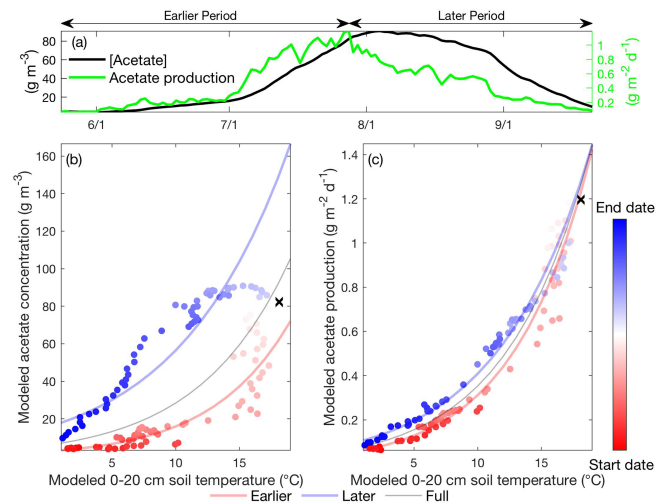 Earlier Period
Later Period
(a)
[Acetate]
Acetate production
80
60
40
20
(g m⁻³)
1
0.8
0.6
0.4
0.2
(g m⁻² d⁻¹)
6/1
7/1
8/1
9/1
(b)
160
140
120
100
80
60
40
20
Modeled acetate concentration (g m⁻³)
5
10
15
Modeled 0-20 cm soil temperature (°C)
(c)
1.4
1.2
1
0.8
0.6
0.4
0.2
Modeled acetate production (g m⁻² d⁻¹)
5
10
15
Modeled 0-20 cm soil temperature (°C)
End date
Start date
Earlier
Later
Full